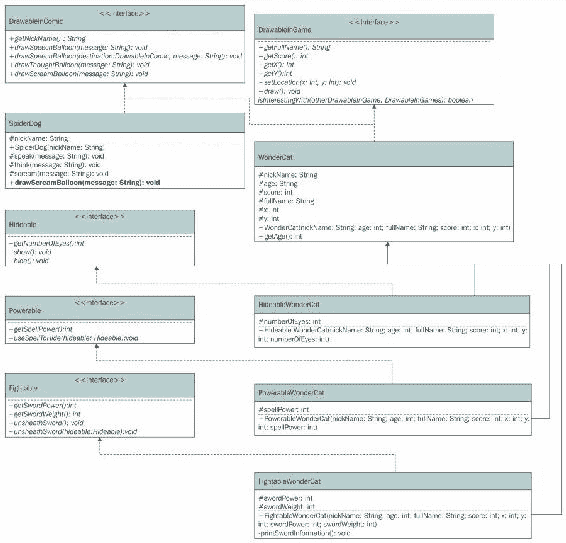 <<interface>>
DrawableInComic
+getNickName(): String
+drawSpeechBalloon(message: String): void
+drawSpeechBalloon(destination: DrawableInComic, message: String): void
+drawThoughtBalloon(message: String): void
+drawScreamBalloon(message: String): void
<<interface>>
DrawableInGame
-getFullName(): String
-getScore(): int
-getX(): int
-getY():int
-setLocation(x: int, y: int): void
-draw(): void
isIntersectingWith(otherDrawableInGame: DrawableInGame): boolean
SpiderDog
#nickName: String
+SpiderDog(nickName: String)
#speak(message: String): void
#think(message: String): void
#scream(message: String): void
+drawScreamBalloon(message: String): void
WonderCat
#nickName: String
#age: String
#score: int
#fullName: String
#x: int
#y: int
-WonderCat(nickName: String; age: int; fullName: String; score: int; x: int; y: int)
-getAge(): int
<<interface>>
Hideable
-getNumberOfEyes(): int
-show(): void
-hide(): void
<<interface>>
Powerable
-getSpellPower():int
-useSpellToHide(hideable: Hideable):void
HideableWonderCat
#numberOfEyes: int
-HideableWonderCat(nickName: String; age: int; fullName: String; score: int; x: int; y:
int; numberOfEyes: int)
<<interface>>
Fightable
-getSwordPower():int
-getSwordWeight(): int
-unsheathSword(): void
-unsheathSword(hideable:Hideable):void
PowerableWonderCat
#spellPower: int
-PowerableWonderCat(nickName: String; age: int; fullName: String; score: int; x: int; y:
int; spellPower: int)
FightableWonderCat
#swordPower: int
#swordWeight: int
-FightableWonderCat(nickName: String; age: int; fullName: String; score: int; x: int; y:
int; swordPower: int; swordWeight: int)
-printSwordInformation(): void